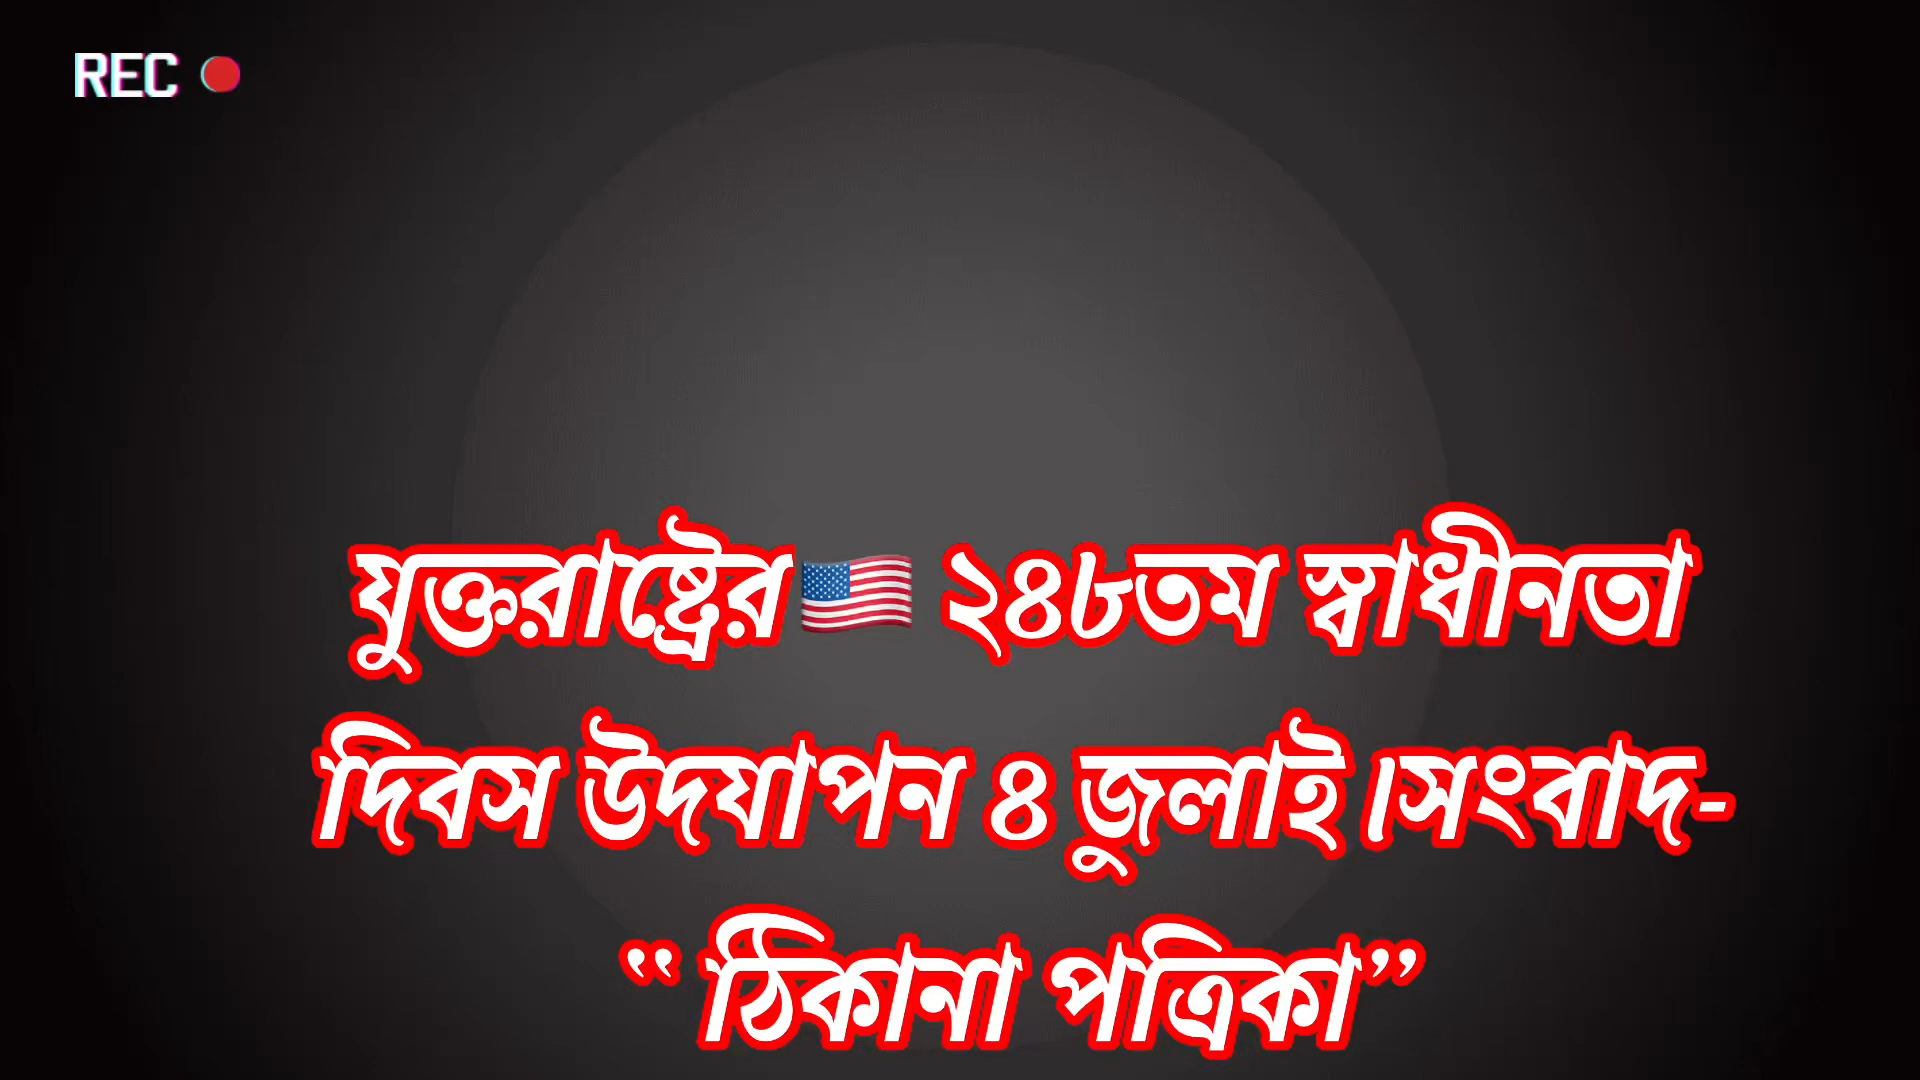 REC
যুক্তরাষ্ট্রের🇺🇸 ২৪৮তম স্বাধীনতা
দিবস উদযাপন ৪ জুলাই।সংবাদ-
“ ঠিকানা পত্রিকা”